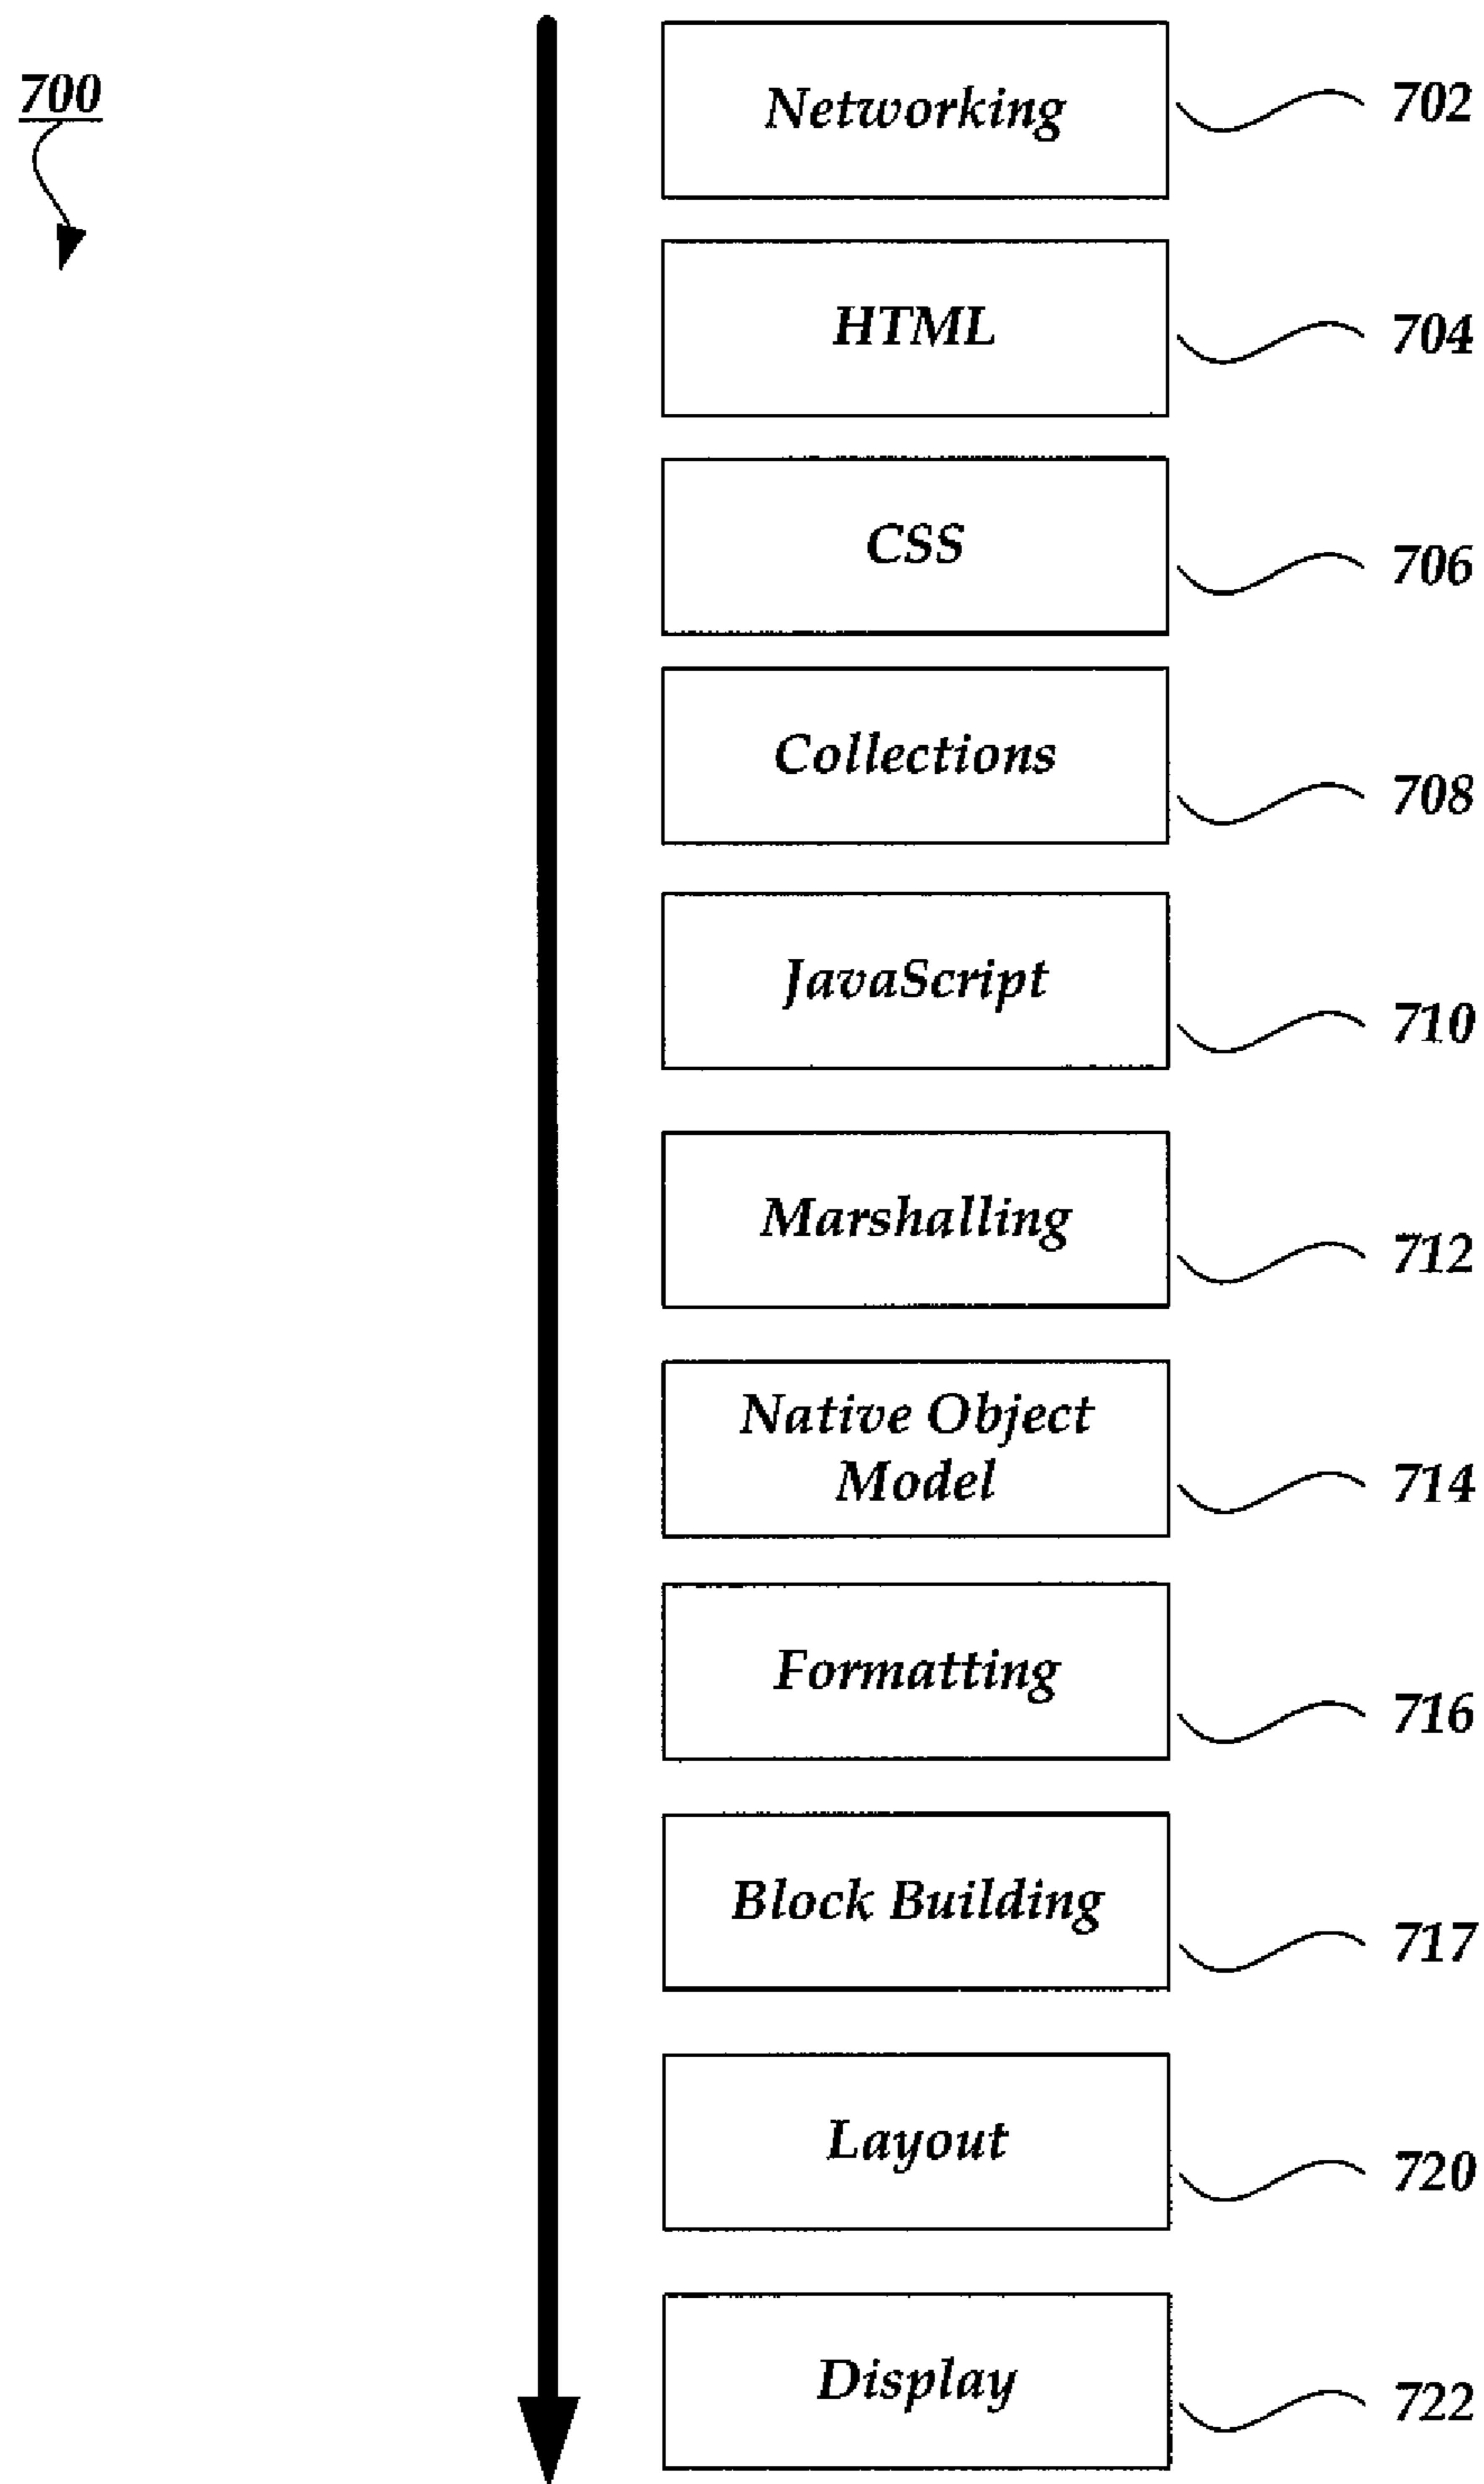 700
Networking
702
HTML
704
CSS
706
Collections
708
JavaScript
710
Marshalling
712
Native Object
Model
714
Formatting
716
Block Building
717
Layout
720
Display
722